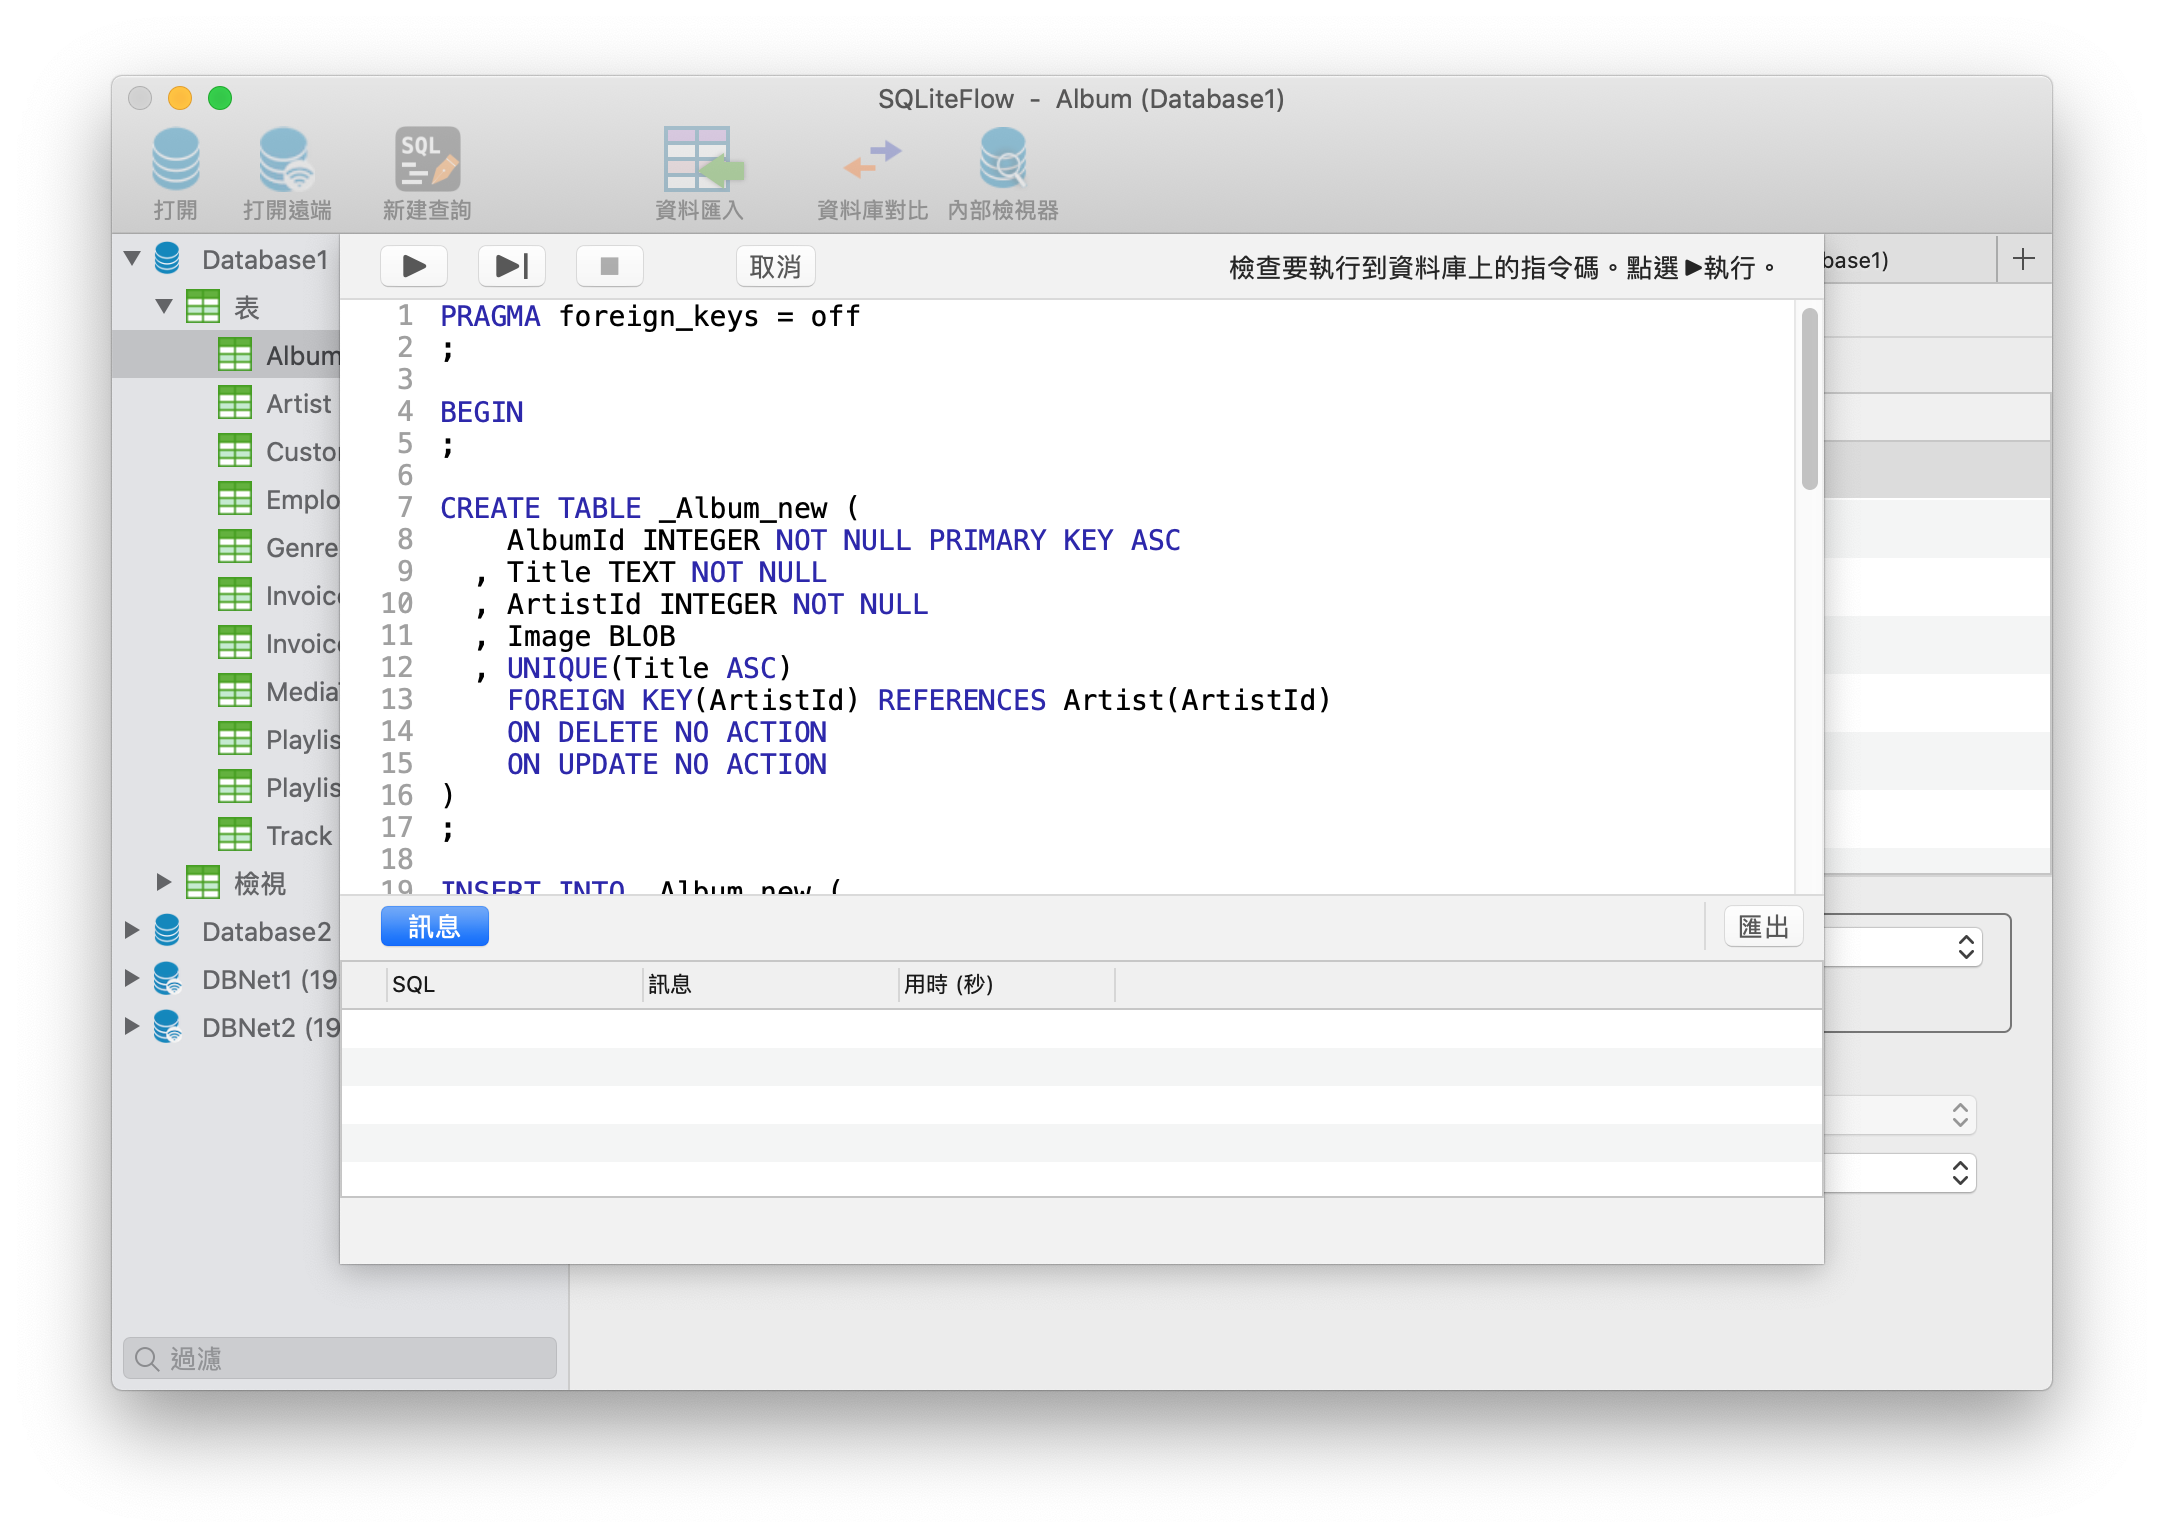 SQLiteFlow - Album (Database1)
SQL
打開
打開遠端
新建查詢
資料匯入
資料庫對比
內部檢視器
Database1
表
Album
Artist
Genre
Track
檢視
Database2
DBNet1 (19
DBNet2 (19
過濾
取消
檢查要執行到資料庫上的指令碼。點選▶執行。
base1)
1 PRAGMA foreign_keys = off
2 ;
3
4 BEGIN
5 ;
6
7 CREATE TABLE _Album_new (
8 AlbumId INTEGER NOT NULL PRIMARY KEY ASC
9 , Title TEXT NOT NULL
10 , ArtistId INTEGER NOT NULL
11 , Image BLOB
12 , UNIQUE(Title ASC)
13 FOREIGN KEY(ArtistId) REFERENCES Artist(ArtistId)
14 ON DELETE NO ACTION
15 ON UPDATE NO ACTION
16 )
17 ;
18
19 INSERT INTO _Album_new (
訊息
匯出
SQL
訊息
用時 (秒)